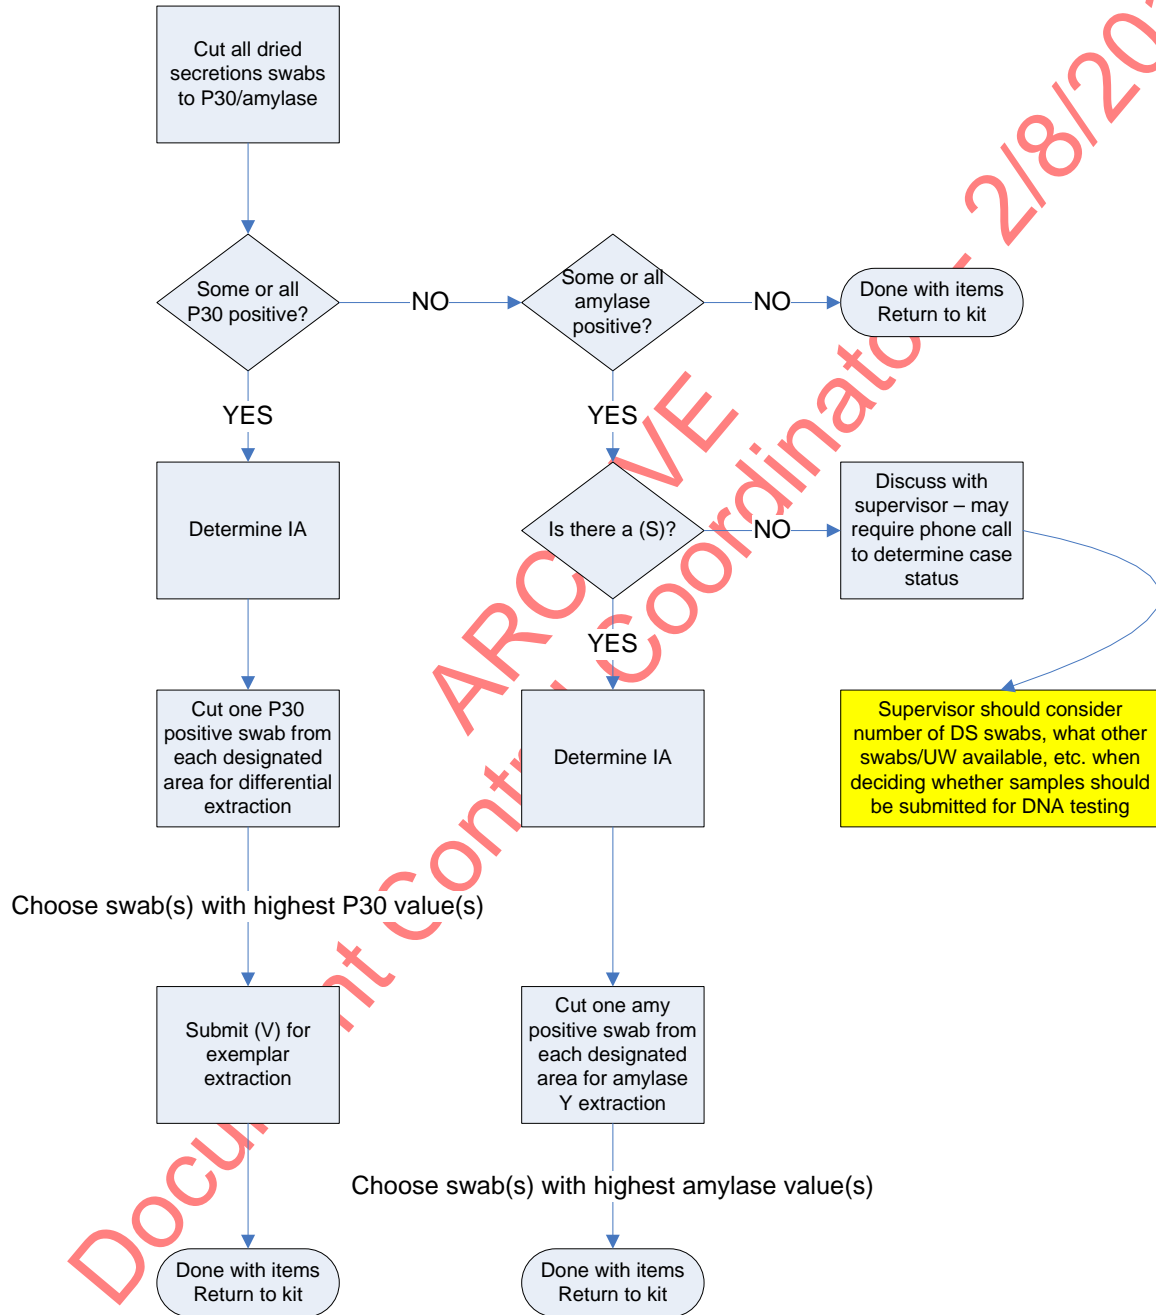 Cut all dried
secretions swabs
to P30/amylase
Some or all
P30 positive?
NO
Some or all
amylase
positive?
NO
Done with items
Return to kit
YES
YES
Determine IA
Is there a (S)?
NO
Discuss with
supervisor – may
require phone call
to determine case
status
YES
Cut one P30
positive swab from
each designated
area for differential
extraction
Determine IA
Supervisor should consider
number of DS swabs, what other
swabs/UW available, etc. when
deciding whether samples should
be submitted for DNA testing
Choose swab(s) with highest P30 value(s)
Submit (V) for
exemplar
extraction
Cut one amy
positive swab from
each designated
area for amylase
Y extraction
Choose swab(s) with highest amylase value(s)
Done with items
Return to kit
Done with items
Return to kit